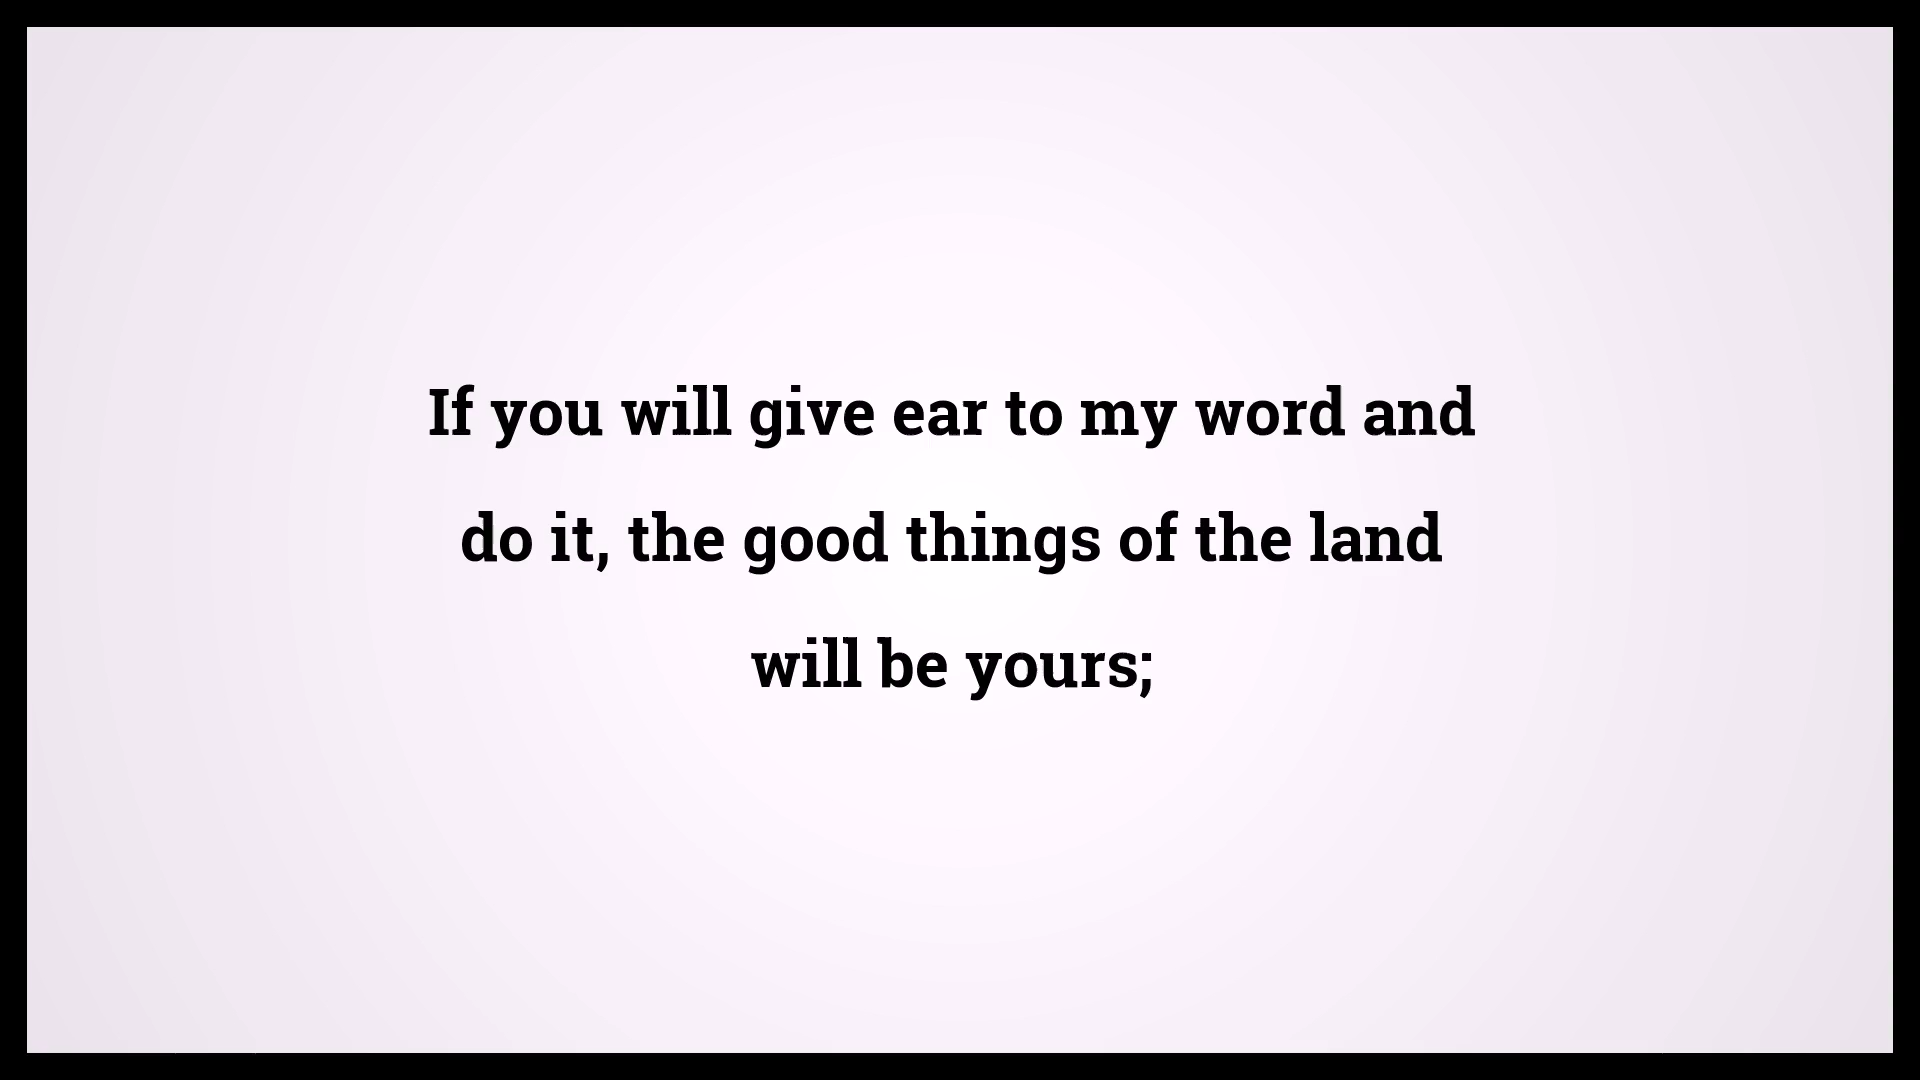 If you will give ear to my word and
do it, the good things of the land
will be yours;